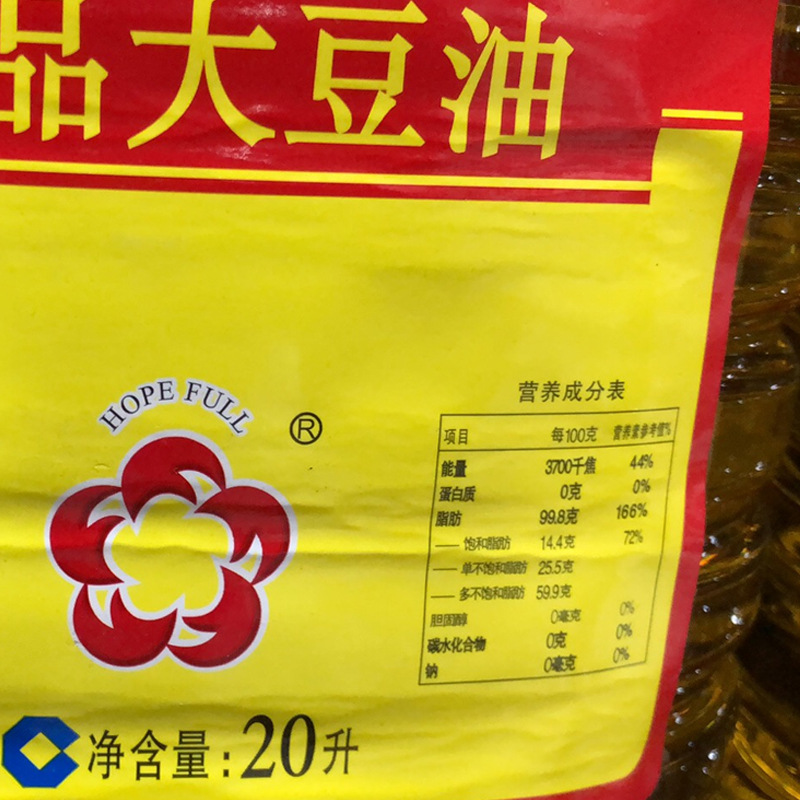 品大豆油
HOPE FULL
®
营养成分表
项目 每100克 营养素参考值%
能量 3700千焦 44%
蛋白质 0克 0%
脂肪 99.8克 166%
—— 饱和脂肪 14.4克 72%
—— 单不饱和脂肪 25.5克
—— 多不饱和脂肪 59.9克
胆固醇 0毫克 0%
碳水化合物 0克 0%
钠 0毫克 0%
净含量:20升